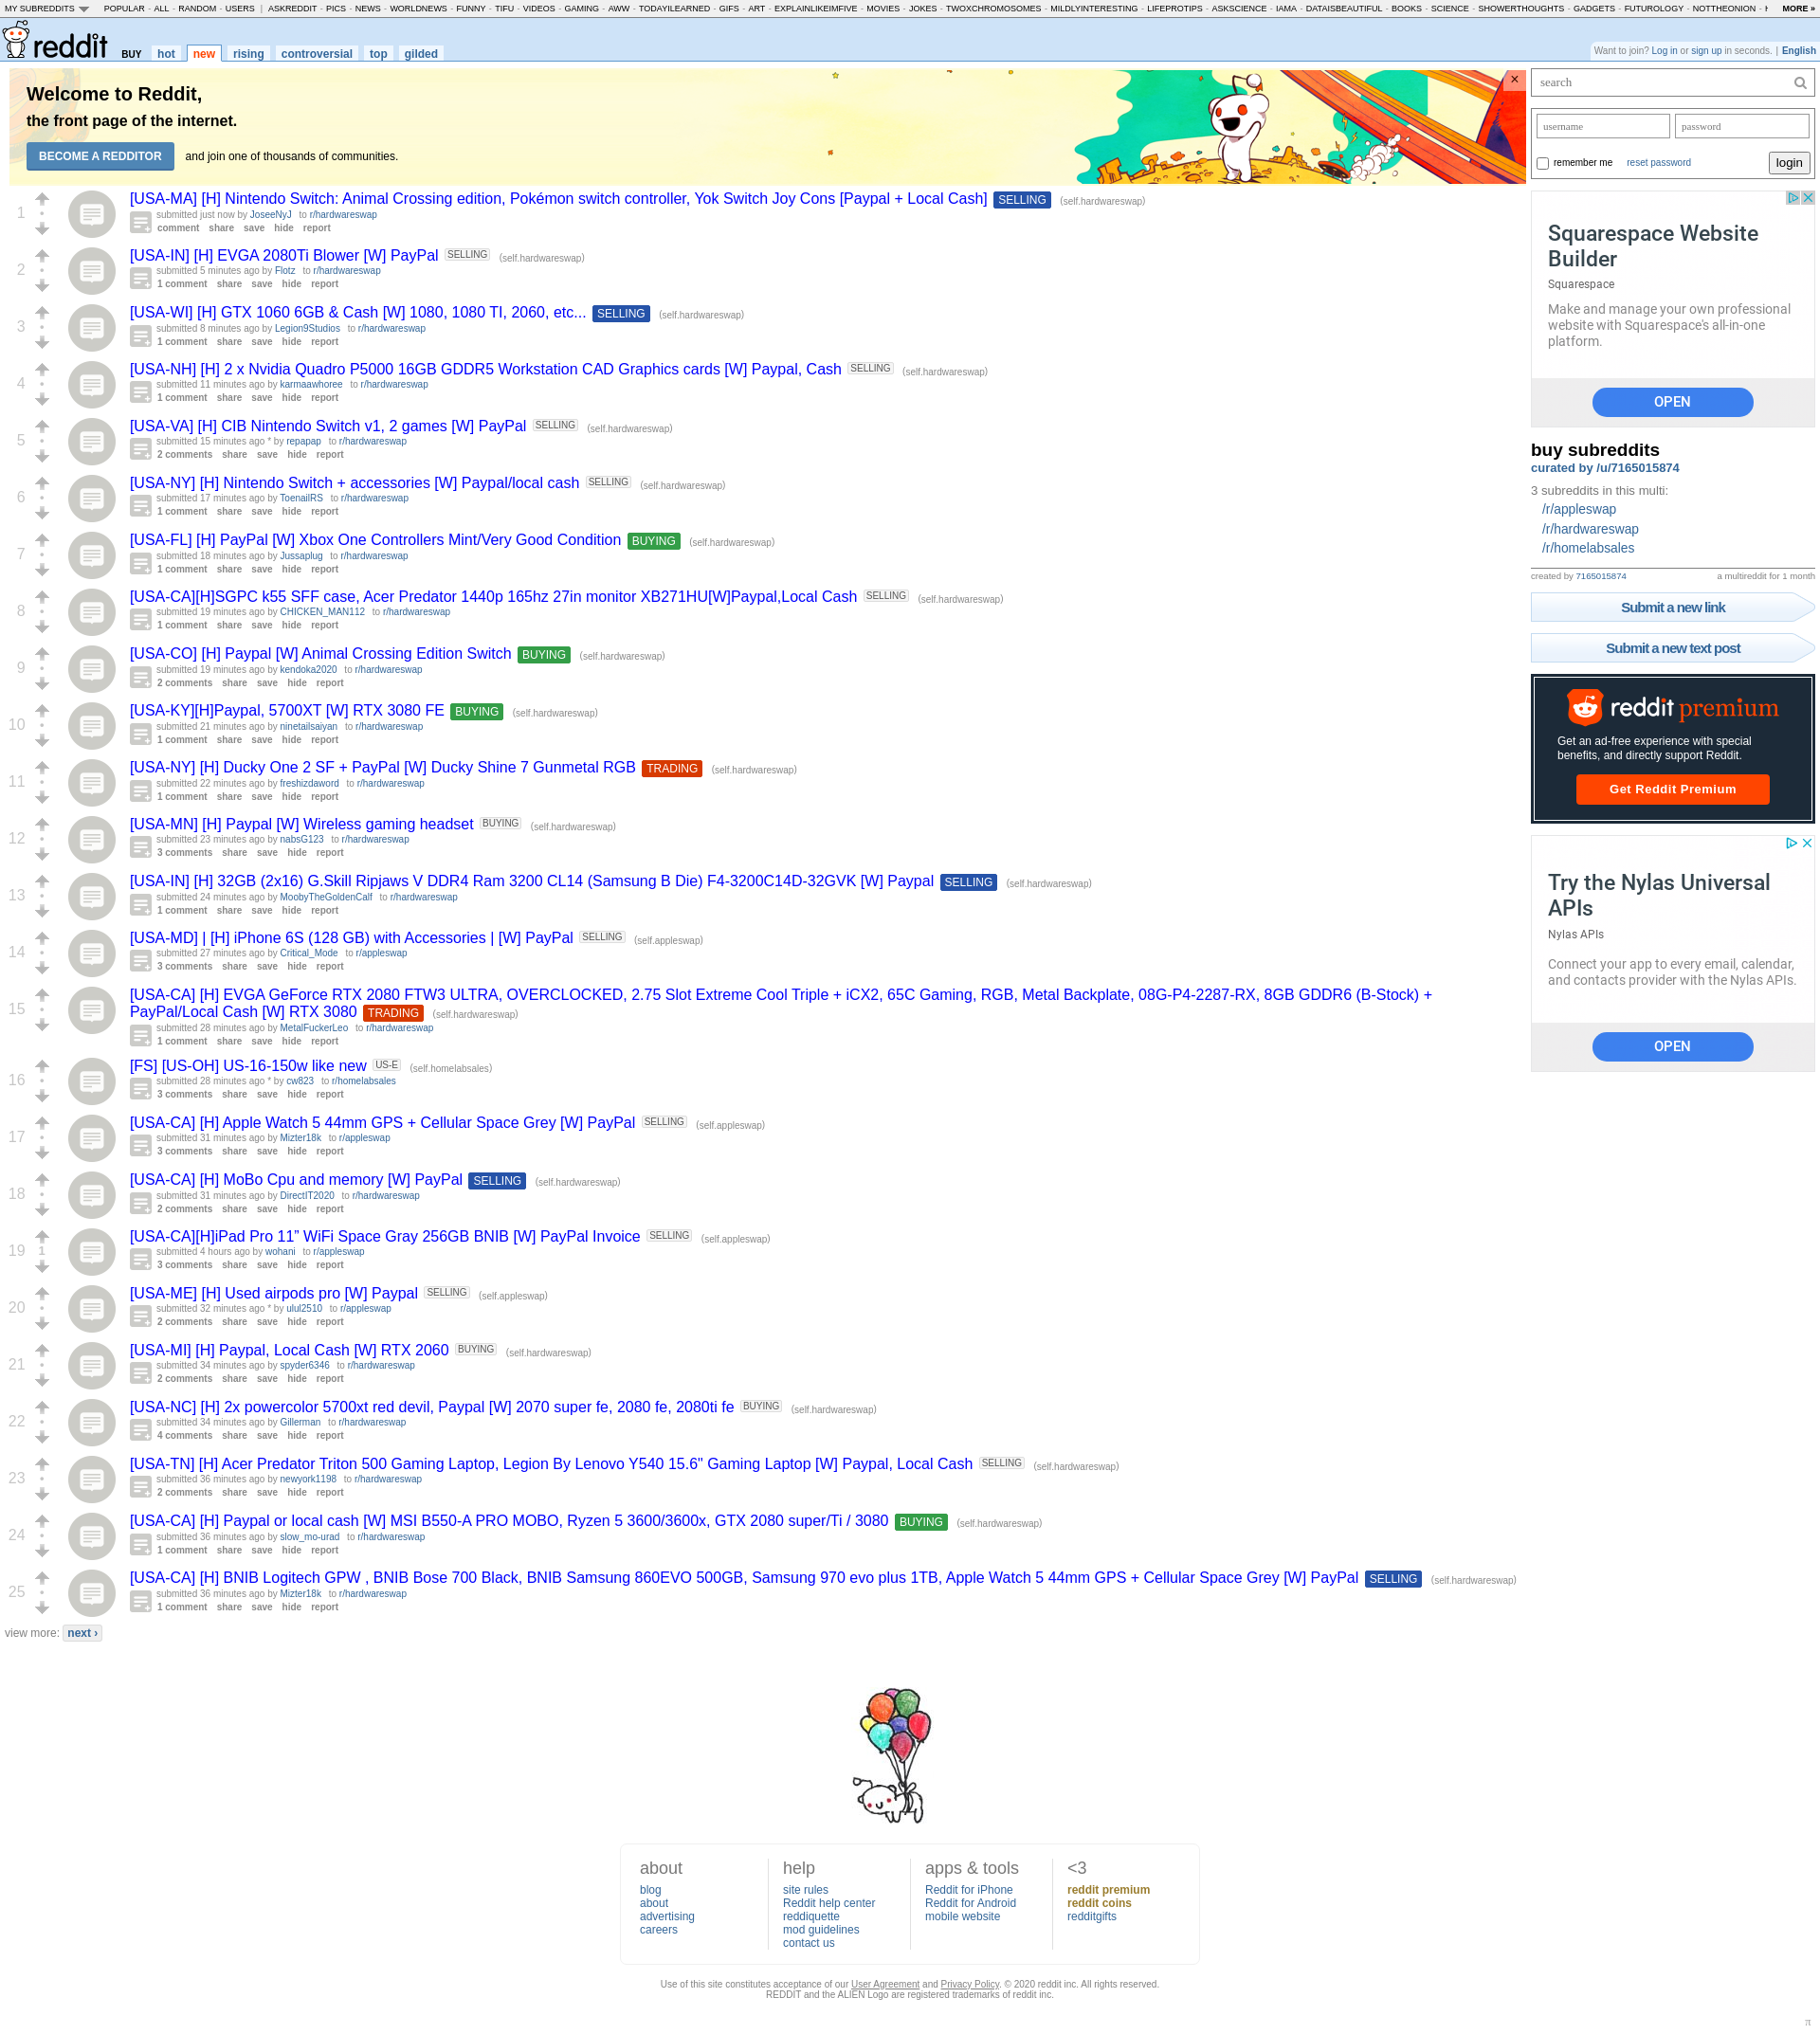 MY SUBREDDITS POPULAR - ALL - RANDOM - USERS | ASKREDDIT - PICS - NEWS - WORLDNEWS - FUNNY - TIFU - VIDEOS - GAMING - AWW - TODAYILEARNED - GIFS - ART - EXPLAINLIKEIMFIVE - MOVIES - JOKES - TWOXCHROMOSOMES - MILDLYINTERESTING - LIFEPROTIPS - ASKSCIENCE - IAMA - DATAISBEAUTIFUL - BOOKS - SCIENCE - SHOWERTHOUGHTS - GADGETS - FUTUROLOGY - NOTTHEONION - MORE »
reddit BUY hot new rising controversial top gilded
Want to join? Log in or sign up in seconds. | English
Welcome to Reddit,
the front page of the internet.
BECOME A REDDITOR and join one of thousands of communities.
×
1
[USA-MA] [H] Nintendo Switch: Animal Crossing edition, Pokémon switch controller, Yok Switch Joy Cons [Paypal + Local Cash] SELLING (self.hardwareswap)
submitted just now by JoseeNyJ to r/hardwareswap
comment share save hide report
2
[USA-IN] [H] EVGA 2080Ti Blower [W] PayPal SELLING (self.hardwareswap)
submitted 5 minutes ago by Flotz to r/hardwareswap
1 comment share save hide report
3
[USA-WI] [H] GTX 1060 6GB & Cash [W] 1080, 1080 TI, 2060, etc... SELLING (self.hardwareswap)
submitted 8 minutes ago by Legion9Studios to r/hardwareswap
1 comment share save hide report
4
[USA-NH] [H] 2 x Nvidia Quadro P5000 16GB GDDR5 Workstation CAD Graphics cards [W] Paypal, Cash SELLING (self.hardwareswap)
submitted 11 minutes ago by karmaawhoree to r/hardwareswap
1 comment share save hide report
5
[USA-VA] [H] CIB Nintendo Switch v1, 2 games [W] PayPal SELLING (self.hardwareswap)
submitted 15 minutes ago * by repapap to r/hardwareswap
2 comments share save hide report
6
[USA-NY] [H] Nintendo Switch + accessories [W] Paypal/local cash SELLING (self.hardwareswap)
submitted 17 minutes ago by ToenailRS to r/hardwareswap
1 comment share save hide report
7
[USA-FL] [H] PayPal [W] Xbox One Controllers Mint/Very Good Condition BUYING (self.hardwareswap)
submitted 18 minutes ago by Jussaplug to r/hardwareswap
1 comment share save hide report
8
[USA-CA][H]SGPC k55 SFF case, Acer Predator 1440p 165hz 27in monitor XB271HU[W]Paypal,Local Cash SELLING (self.hardwareswap)
submitted 19 minutes ago by CHICKEN_MAN112 to r/hardwareswap
1 comment share save hide report
9
[USA-CO] [H] Paypal [W] Animal Crossing Edition Switch BUYING (self.hardwareswap)
submitted 19 minutes ago by kendoka2020 to r/hardwareswap
2 comments share save hide report
10
[USA-KY][H]Paypal, 5700XT [W] RTX 3080 FE BUYING (self.hardwareswap)
submitted 21 minutes ago by ninetailsaiyan to r/hardwareswap
1 comment share save hide report
11
[USA-NY] [H] Ducky One 2 SF + PayPal [W] Ducky Shine 7 Gunmetal RGB TRADING (self.hardwareswap)
submitted 22 minutes ago by freshizdaword to r/hardwareswap
1 comment share save hide report
12
[USA-MN] [H] Paypal [W] Wireless gaming headset BUYING (self.hardwareswap)
submitted 23 minutes ago by nabsG123 to r/hardwareswap
3 comments share save hide report
13
[USA-IN] [H] 32GB (2x16) G.Skill Ripjaws V DDR4 Ram 3200 CL14 (Samsung B Die) F4-3200C14D-32GVK [W] Paypal SELLING (self.hardwareswap)
submitted 24 minutes ago by MoobyTheGoldenCalf to r/hardwareswap
1 comment share save hide report
14
[USA-MD] | [H] iPhone 6S (128 GB) with Accessories | [W] PayPal SELLING (self.appleswap)
submitted 27 minutes ago by Critical_Mode to r/appleswap
3 comments share save hide report
15
[USA-CA] [H] EVGA GeForce RTX 2080 FTW3 ULTRA, OVERCLOCKED, 2.75 Slot Extreme Cool Triple + iCX2, 65C Gaming, RGB, Metal Backplate, 08G-P4-2287-RX, 8GB GDDR6 (B-Stock) +
PayPal/Local Cash [W] RTX 3080 TRADING (self.hardwareswap)
submitted 28 minutes ago by MetalFuckerLeo to r/hardwareswap
1 comment share save hide report
16
[FS] [US-OH] US-16-150w like new US-E (self.homelabsales)
submitted 28 minutes ago * by cw823 to r/homelabsales
3 comments share save hide report
17
[USA-CA] [H] Apple Watch 5 44mm GPS + Cellular Space Grey [W] PayPal SELLING (self.appleswap)
submitted 31 minutes ago by Mizter18k to r/appleswap
3 comments share save hide report
18
[USA-CA] [H] MoBo Cpu and memory [W] PayPal SELLING (self.hardwareswap)
submitted 31 minutes ago by DirectIT2020 to r/hardwareswap
2 comments share save hide report
19 1
[USA-CA][H]iPad Pro 11” WiFi Space Gray 256GB BNIB [W] PayPal Invoice SELLING (self.appleswap)
submitted 4 hours ago by wohani to r/appleswap
3 comments share save hide report
20
[USA-ME] [H] Used airpods pro [W] Paypal SELLING (self.appleswap)
submitted 32 minutes ago * by ulul2510 to r/appleswap
2 comments share save hide report
21
[USA-MI] [H] Paypal, Local Cash [W] RTX 2060 BUYING (self.hardwareswap)
submitted 34 minutes ago by spyder6346 to r/hardwareswap
2 comments share save hide report
22
[USA-NC] [H] 2x powercolor 5700xt red devil, Paypal [W] 2070 super fe, 2080 fe, 2080ti fe BUYING (self.hardwareswap)
submitted 34 minutes ago by Gillerman to r/hardwareswap
4 comments share save hide report
23
[USA-TN] [H] Acer Predator Triton 500 Gaming Laptop, Legion By Lenovo Y540 15.6" Gaming Laptop [W] Paypal, Local Cash SELLING (self.hardwareswap)
submitted 36 minutes ago by newyork1198 to r/hardwareswap
2 comments share save hide report
24
[USA-CA] [H] Paypal or local cash [W] MSI B550-A PRO MOBO, Ryzen 5 3600/3600x, GTX 2080 super/Ti / 3080 BUYING (self.hardwareswap)
submitted 36 minutes ago by slow_mo-urad to r/hardwareswap
1 comment share save hide report
25
[USA-CA] [H] BNIB Logitech GPW , BNIB Bose 700 Black, BNIB Samsung 860EVO 500GB, Samsung 970 evo plus 1TB, Apple Watch 5 44mm GPS + Cellular Space Grey [W] PayPal SELLING (self.hardwareswap)
submitted 36 minutes ago by Mizter18k to r/hardwareswap
1 comment share save hide report
view more: next ›
search
username password
remember me reset password login
Squarespace Website
Builder
Squarespace
Make and manage your own professional
website with Squarespace's all-in-one
platform.
OPEN
buy subreddits
curated by /u/7165015874
3 subreddits in this multi:
/r/appleswap
/r/hardwareswap
/r/homelabsales
created by 7165015874 a multireddit for 1 month
Submit a new link
Submit a new text post
reddit premium
Get an ad-free experience with special
benefits, and directly support Reddit.
Get Reddit Premium
Try the Nylas Universal
APIs
Nylas APIs
Connect your app to every email, calendar,
and contacts provider with the Nylas APIs.
OPEN
about
blog
about
advertising
careers
help
site rules
Reddit help center
reddiquette
mod guidelines
contact us
apps & tools
Reddit for iPhone
Reddit for Android
mobile website
<3
reddit premium
reddit coins
redditgifts
Use of this site constitutes acceptance of our User Agreement and Privacy Policy. © 2020 reddit inc. All rights reserved.
REDDIT and the ALIEN Logo are registered trademarks of reddit inc.
π